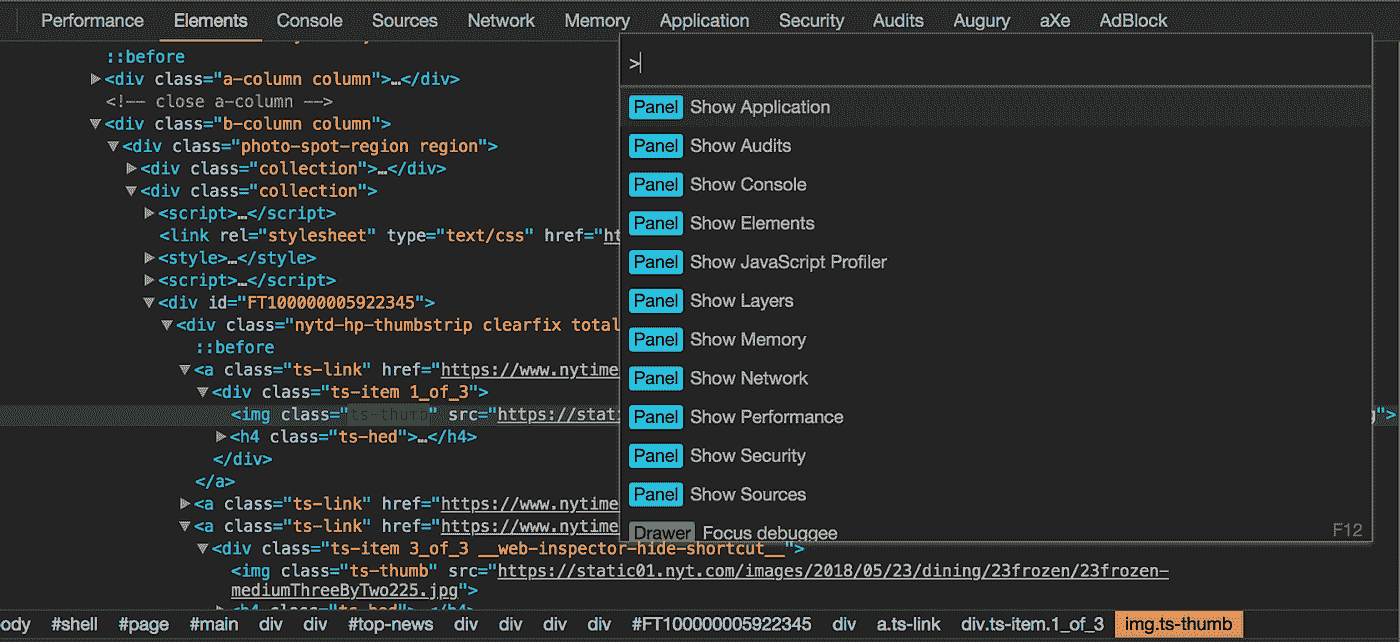 Performance Elements Console Sources Network Memory Application Security Audits Augury aXe AdBlock
::before
<div class="a-column column">…</div>
<!-- close a-column -->
<div class="b-column column">
<div class="photo-spot-region region">
<div class="collection">…</div>
<div class="collection">
<script>…</script>
<link rel="stylesheet" type="text/css" href="ht
<style>…</style>
<script>…</script>
<div id="FT100000005922345">
<div class="nytd-hp-thumbstrip clearfix total
::before
<a class="ts-link" href="https://www.nytime
<div class="ts-item 1_of_3">
<img class="ts-thumb" src="https://stati g">
<h4 class="ts-hed">…</h4>
</div>
</a>
<a class="ts-link" href="https://www.nytime
<a class="ts-link" href="https://www.nytime
<div class="ts-item 3_of_3 __web-inspector-hide-shortcut__">
<img class="ts-thumb" src="https://static01.nyt.com/images/2018/05/23/dining/23frozen/23frozen-
mediumThreeByTwo225.jpg">
<h4 class="ts-hed">…</h4>
>
Panel Show Application
Panel Show Audits
Panel Show Console
Panel Show Elements
Panel Show JavaScript Profiler
Panel Show Layers
Panel Show Memory
Panel Show Network
Panel Show Performance
Panel Show Security
Panel Show Sources
Drawer Focus debuggee F12
ody #shell #page #main div div #top-news div div div div #FT100000005922345 div a.ts-link div.ts-item.1_of_3 img.ts-thumb